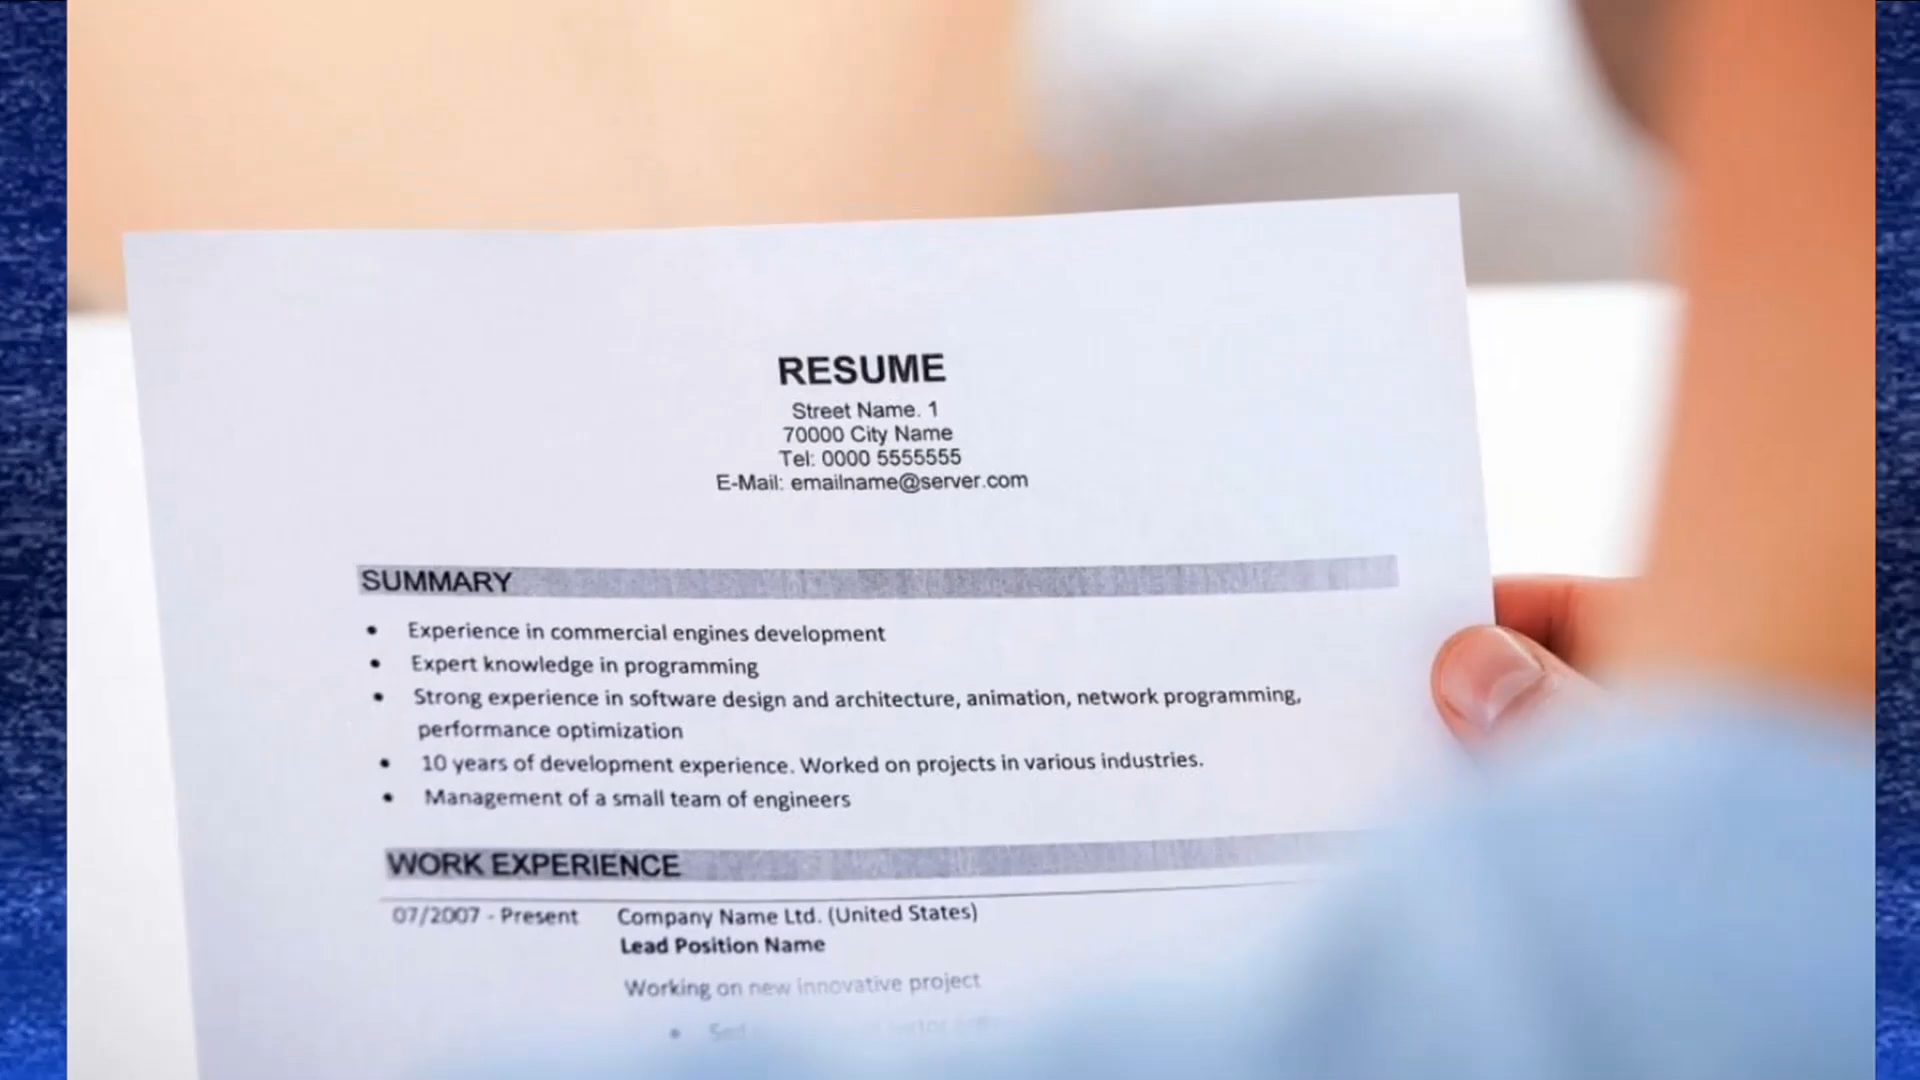 RESUME
Street Name. 1
70000 City Name
Tel: 0000 5555555
E-Mail: emailname@server.com
SUMMARY
• Experience in commercial engines development
• Expert knowledge in programming
• Strong experience in software design and architecture, animation, network programming,
performance optimization
• 10 years of development experience. Worked on projects in various industries.
• Management of a small team of engineers
WORK EXPERIENCE
07/2007 - Present Company Name Ltd. (United States)
Lead Position Name
Working on new innovative project
• Sed